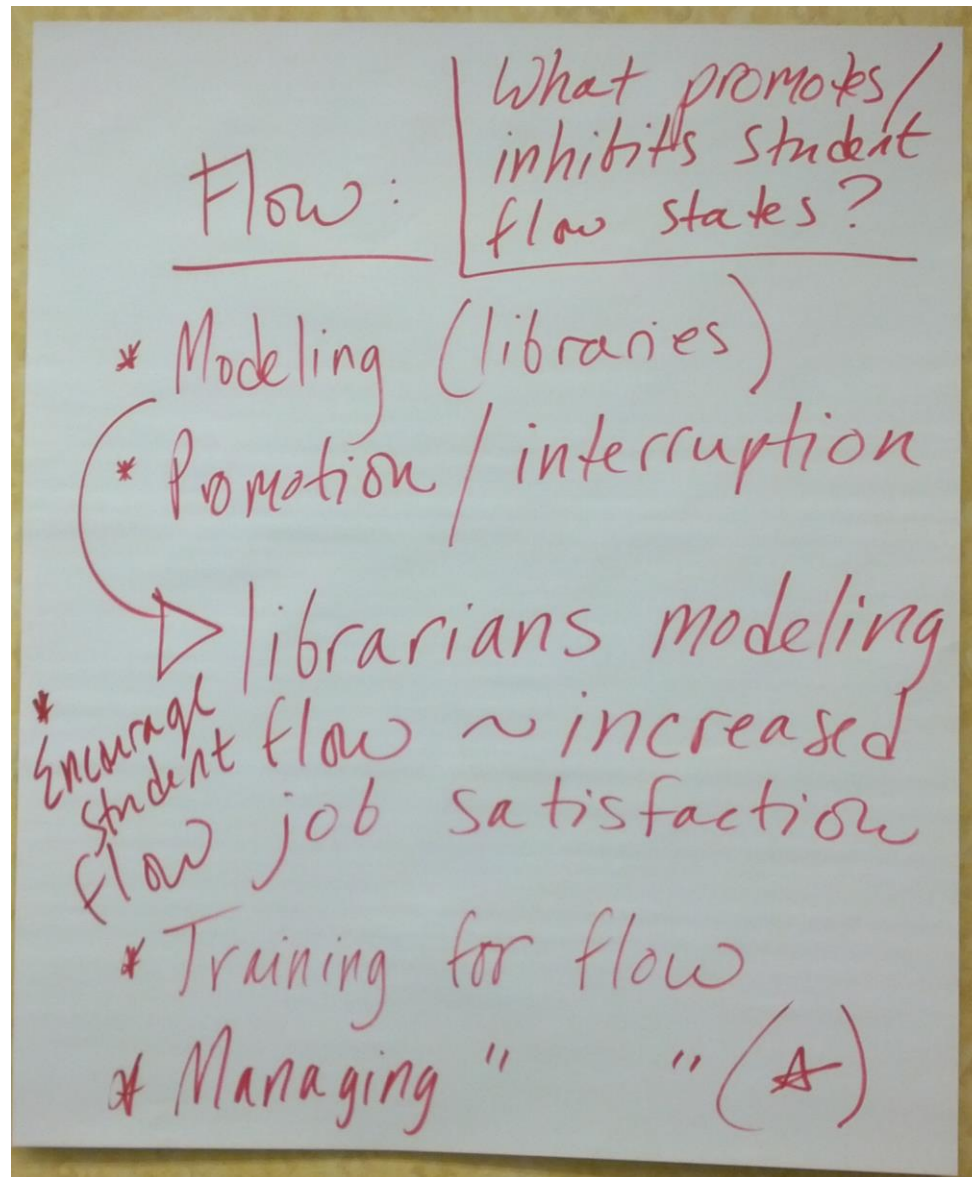 Flow:
What promotes/
inhibits student
flow states?
* Modeling (libraries)
* Promotion / interruption
librarians modeling
flow ~ increased
job satisfaction
* Encourage
student
flow
* Training for flow
* Managing " " (☆)